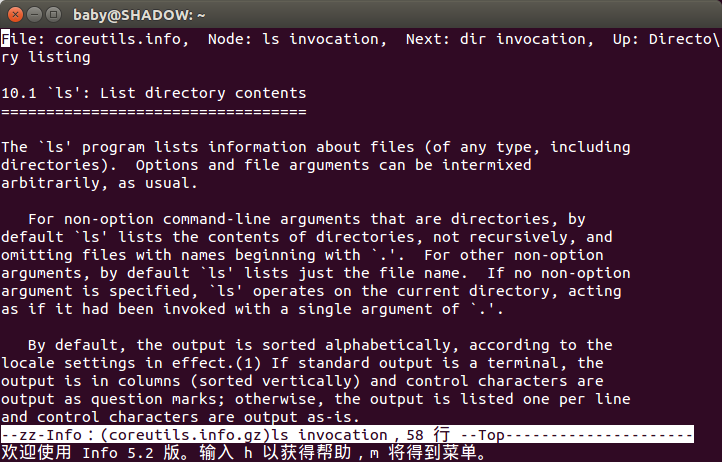 baby@SHADOW: ~
File: coreutils.info,  Node: ls invocation,  Next: dir invocation,  Up: Directo\
ry listing
10.1 `ls': List directory contents
==================================
The `ls' program lists information about files (of any type, including
directories).  Options and file arguments can be intermixed
arbitrarily, as usual.
   For non-option command-line arguments that are directories, by
default `ls' lists the contents of directories, not recursively, and
omitting files with names beginning with `.'.  For other non-option
arguments, by default `ls' lists just the file name.  If no non-option
argument is specified, `ls' operates on the current directory, acting
as if it had been invoked with a single argument of `.'.
   By default, the output is sorted alphabetically, according to the
locale settings in effect.(1) If standard output is a terminal, the
output is in columns (sorted vertically) and control characters are
output as question marks; otherwise, the output is listed one per line
and control characters are output as-is.
--zz-Info：(coreutils.info.gz)ls invocation，58 行 --Top---------------------
欢迎使用 Info 5.2 版。输入 h 以获得帮助，m 将得到菜单。